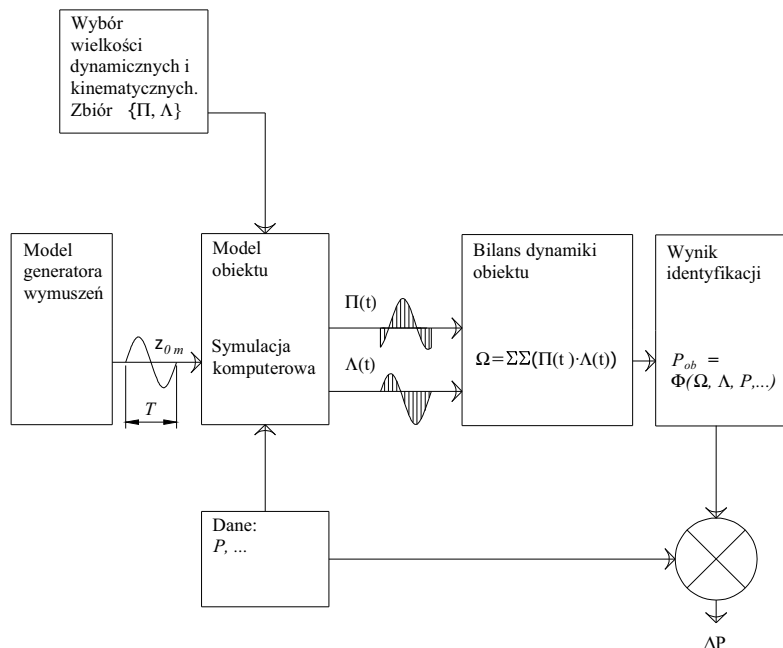 Wybór
wielkości
dynamicznych i
kinematycznych.
Zbiór {Π, Λ}
Model
generatora
wymuszeń
z0 m
T
Model
obiektu
Symulacja
komputerowa
Π(t)
Λ(t)
Bilans dynamiki
obiektu
Ω=ΣΣ(Π(t)·Λ(t))
Wynik
identyfikacji
Pob =
Φ(Ω, Λ, P,...)
Dane:
P, ...
ΔP